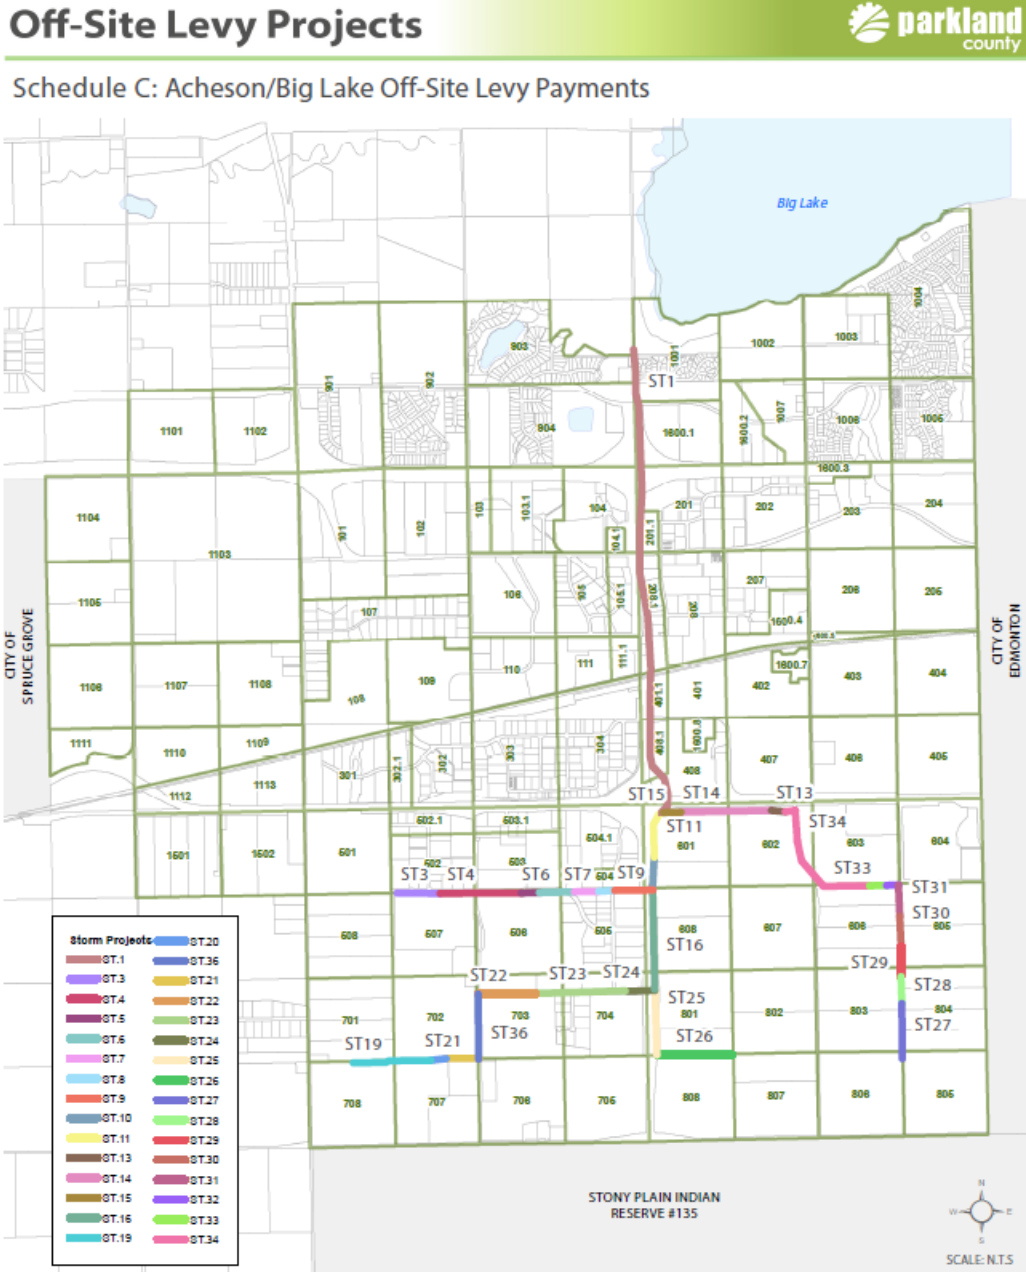 Off-Site Levy Projects
parkland
county
Schedule C: Acheson/Big Lake Off-Site Levy Payments
Big Lake
1004
1003
1002
1001
903
901
902
ST1
904
1101
1102
1600.1
1600.2
1007
1006
1005
1600.3
1104
1103
101
102
103
103.1
104
104.1
201.1
201
202
203
204
1105
107
106
105
105.1
208.1
208
207
1600.4
206
205
CITY OF
SPRUCE GROVE
CITY OF
EDMONTON
1106
1107
1108
108
109
110
111
111.1
401.1
401
402
1600.7
403
404
1111
1110
1109
1112
1113
301
302.1
302
303
304
408.1
1600.8
408
407
406
405
ST15
ST14
ST13
1501
1502
501
502.1
503.1
504.1
ST11
601
602
ST34
603
604
502
503
504
ST3
ST4
ST6
ST7
ST9
ST33
ST31
ST30
508
507
506
505
608
607
606
605
ST16
ST29
ST22
ST23
ST24
ST28
ST25
701
702
703
704
801
802
803
804
ST27
ST19
ST21
ST36
ST26
708
707
706
705
808
807
806
805
Storm Projects
ST.1
ST.3
ST.4
ST.5
ST.6
ST.7
ST.8
ST.9
ST.10
ST.11
ST.13
ST.14
ST.15
ST.16
ST.19
ST.20
ST.36
ST.21
ST.22
ST.23
ST.24
ST.25
ST.26
ST.27
ST.28
ST.29
ST.30
ST.31
ST.32
ST.33
ST.34
STONY PLAIN INDIAN
RESERVE #135
N
W
E
S
SCALE: N.T.S